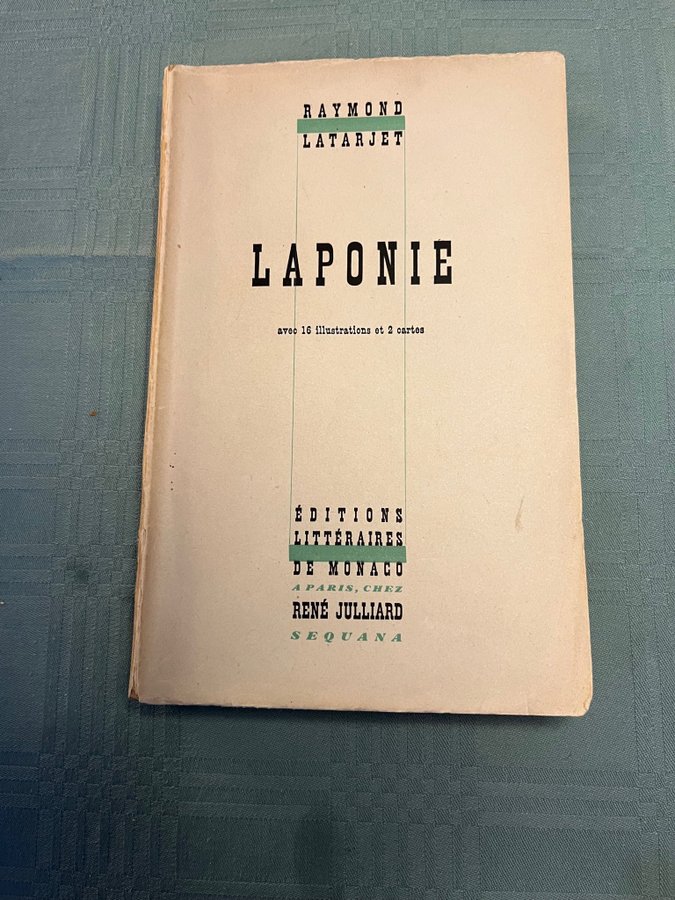 RAYMOND
LATARJET
LAPONIE
avec 16 illustrations et 2 cartes
ÉDITIONS
LITTÉRAIRES
DE MONACO
A PARIS, CHEZ
RENÉ JULLIARD
SEQUANA